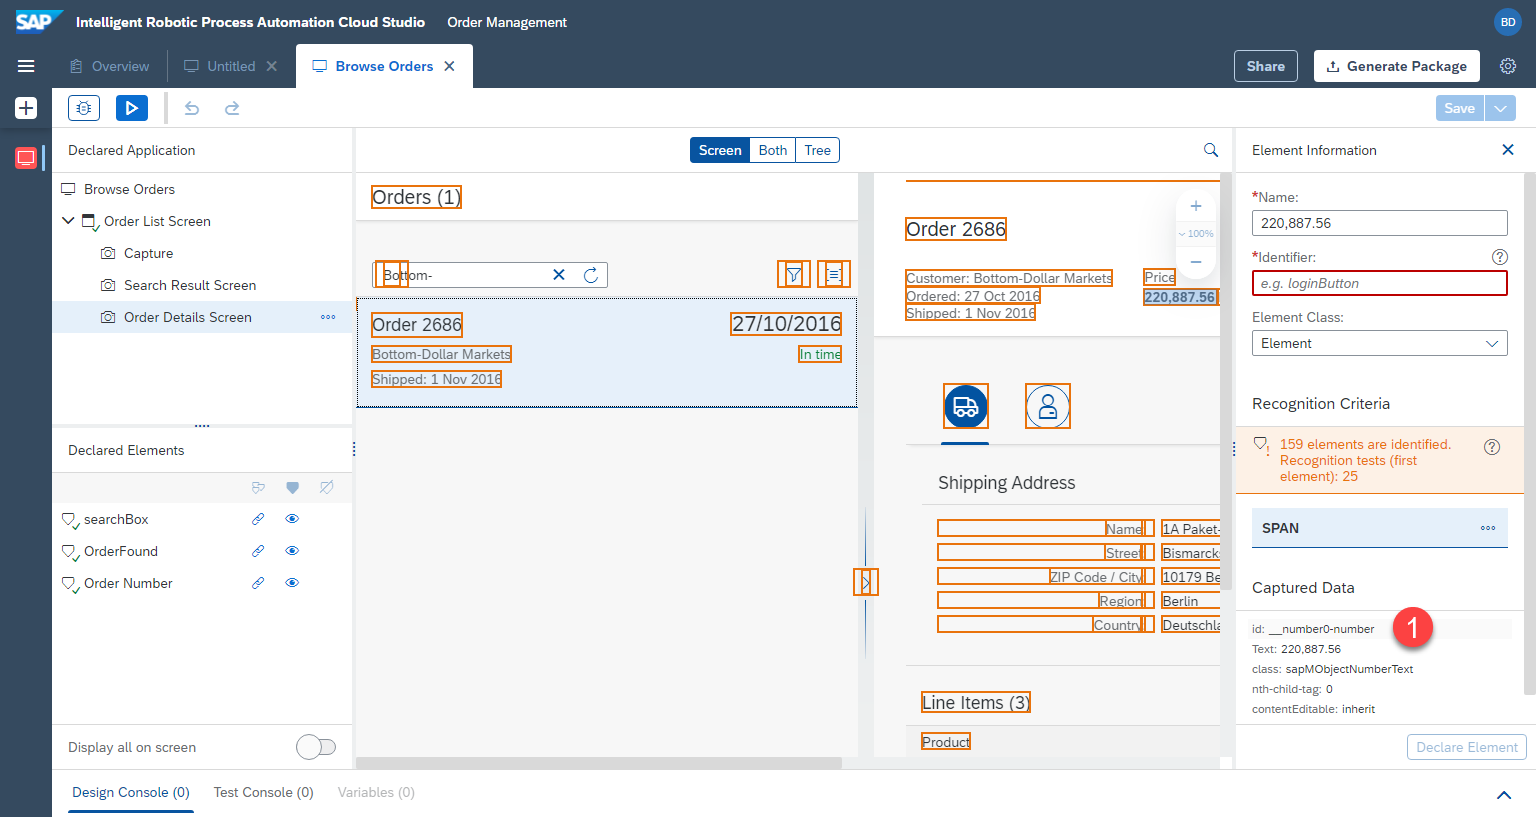 SAP Intelligent Robotic Process Automation Cloud Studio Order Management BD
Overview Untitled Browse Orders Share Generate Package
Save
Declared Application
Browse Orders
Order List Screen
Capture
Search Result Screen
Order Details Screen
Declared Elements
searchBox
OrderFound
Order Number
Display all on screen
Screen Both Tree
Orders (1)
Bottom-
Order 2686 27/10/2016
Bottom-Dollar Markets In time
Shipped: 1 Nov 2016
100%
Order 2686
Customer: Bottom-Dollar Markets Price
Ordered: 27 Oct 2016 220,887.56
Shipped: 1 Nov 2016
Shipping Address
Name 1A Paket-
Street Bismarcks
ZIP Code / City 10179 Be
Region Berlin
Country Deutschla
Line Items (3)
Product
Element Information
*Name:
220,887.56
*Identifier:
e.g. loginButton
Element Class:
Element
Recognition Criteria
159 elements are identified.
Recognition tests (first
element): 25
SPAN
Captured Data
id: __number0-number 1
Text: 220,887.56
class: sapMObjectNumberText
nth-child-tag: 0
contentEditable: inherit
Declare Element
Design Console (0) Test Console (0) Variables (0)